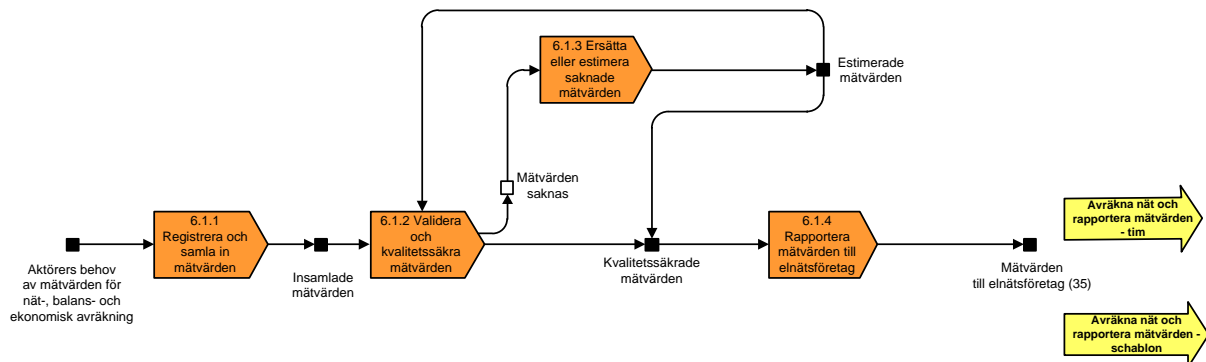 6.1.3 Ersätta
eller estimera
saknade
mätvärden
Estimerade
mätvärden
Mätvärden
saknas
6.1.1
Registrera och
samla in
mätvärden
6.1.2 Validera
och
kvalitetssäkra
mätvärden
6.1.4
Rapportera
mätvärden till
elnätsföretag
Avräkna nät och
rapportera mätvärden
- tim
Aktörers behov
av mätvärden för
nät-, balans- och
ekonomisk avräkning
Insamlade
mätvärden
Kvalitetssäkrade
mätvärden
Mätvärden
till elnätsföretag (35)
Avräkna nät och
rapportera mätvärden -
schablon